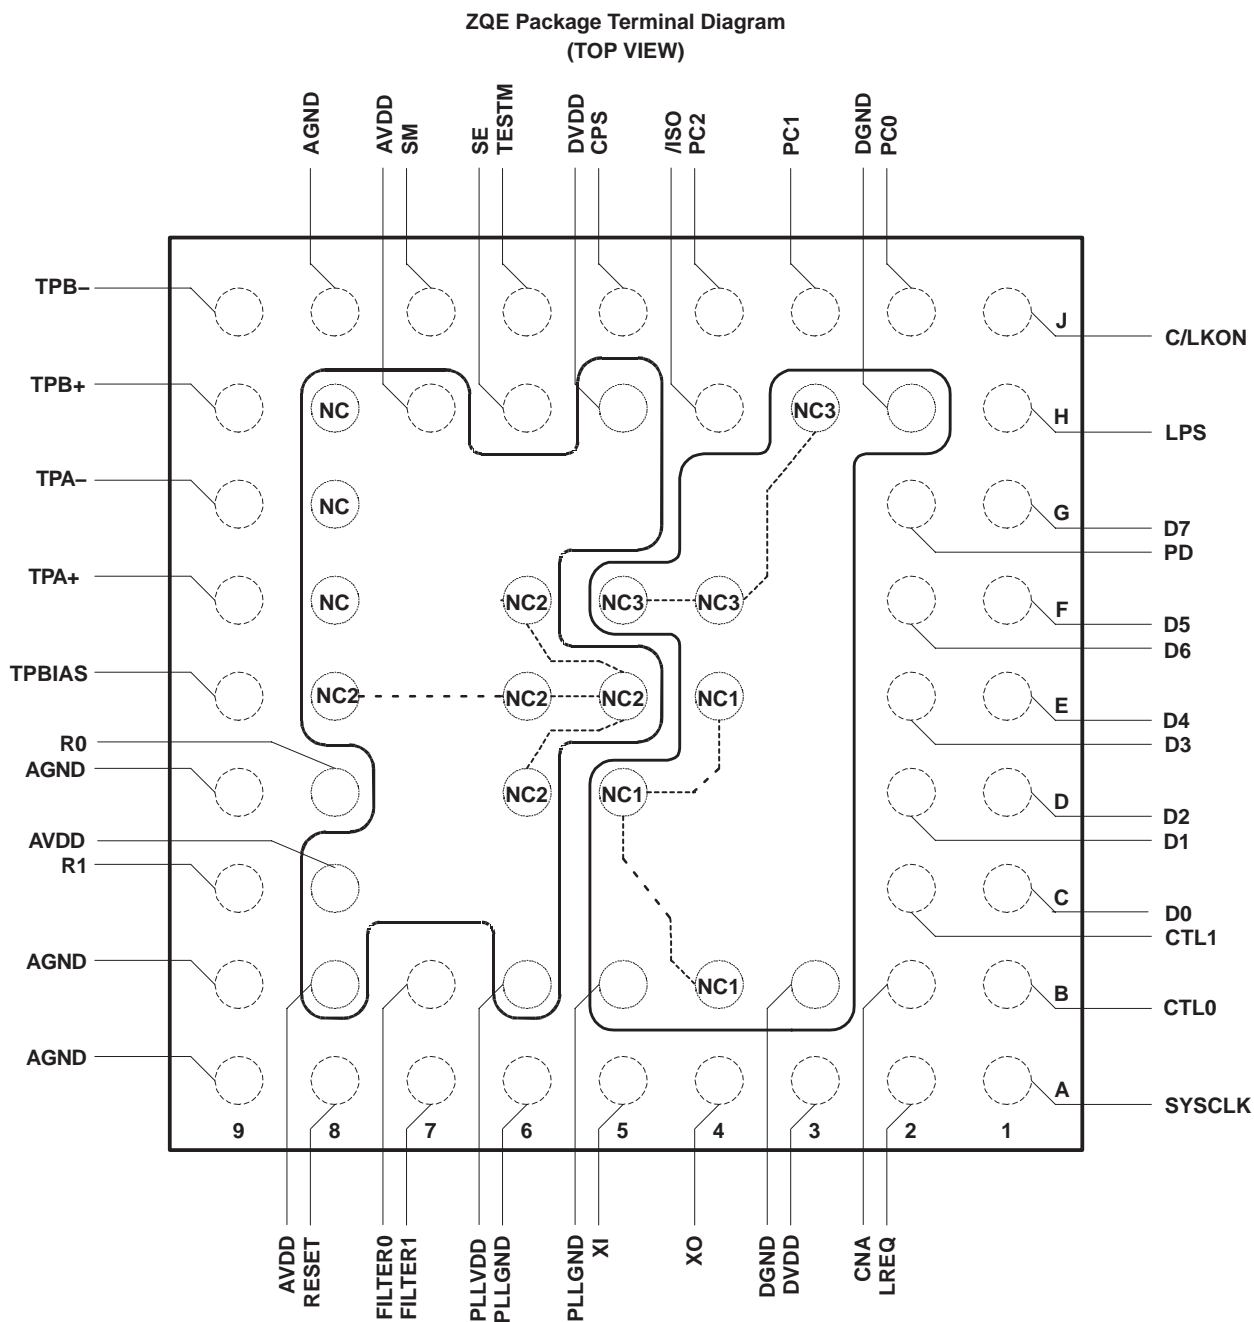 ZQE Package Terminal Diagram
(TOP VIEW)
AGND
AVDD
SM
SE
TESTM
DVDD
CPS
/ISO
PC2
PC1
DGND
PC0
TPB–
J
C/LKON
TPB+
NC
NC3
H
LPS
TPA–
NC
G
D7
PD
TPA+
NC
NC2
NC3
NC3
F
D5
D6
TPBIAS
NC2
NC2
NC2
NC1
E
D4
D3
R0
AGND
NC2
NC1
D
D2
D1
AVDD
R1
C
D0
CTL1
AGND
NC1
B
CTL0
AGND
A
SYSCLK
9 8 7 6 5 4 3 2 1
AVDD
RESET
FILTER0
FILTER1
PLLVDD
PLLGND
PLLGND
XI
XO
DGND
DVDD
CNA
LREQ